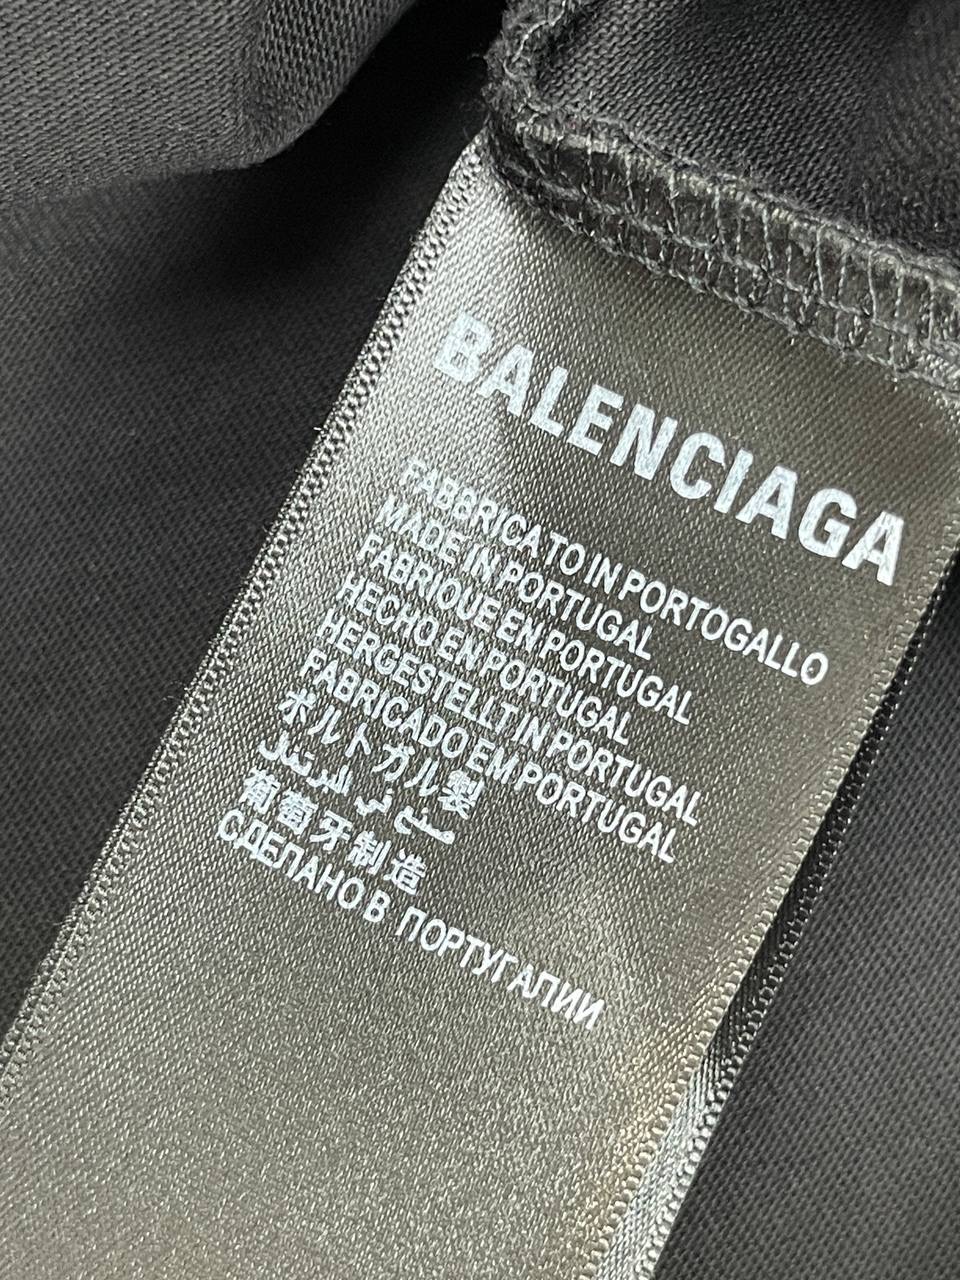 BALENCIAGA
FABBRICATO IN PORTOGALLO
MADE IN PORTUGAL
FABRIQUE EN PORTUGAL
HECHO EN PORTUGAL
HERGESTELLT IN PORTUGAL
FABRICADO EM PORTUGAL
ポルトガル製
صنع في
葡萄牙制造
СДЕЛАНО В ПОРТУГАЛИИ